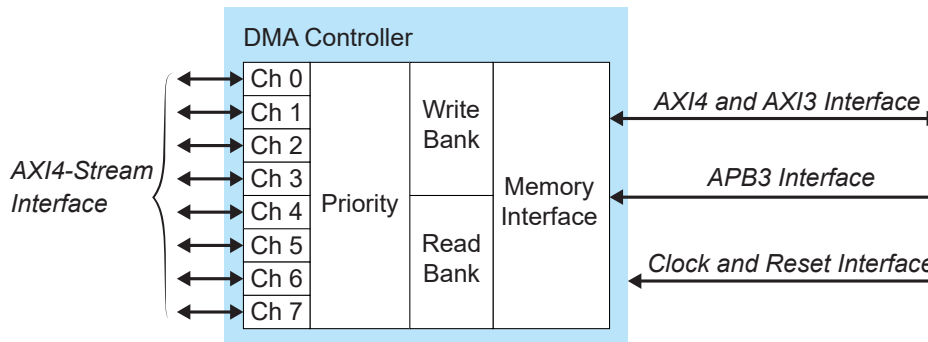 DMA Controller
AXI4-Stream
Interface
Ch 0
Ch 1
Ch 2
Ch 3
Ch 4
Ch 5
Ch 6
Ch 7
Priority
Write
Bank
Read
Bank
Memory
Interface
AXI4 and AXI3 Interface
APB3 Interface
Clock and Reset Interface